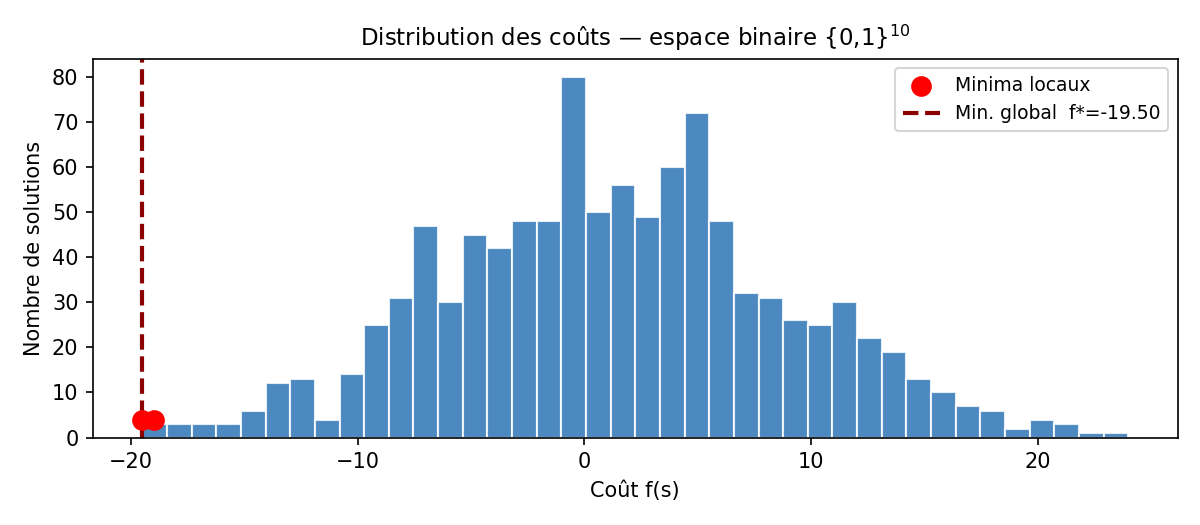 Distribution des coûts — espace binaire {0,1}¹⁰
Minima locaux
Min. global f*=-19.50
Nombre de solutions
80
70
60
50
40
30
20
10
0
−20
−10
0
10
20
Coût f(s)